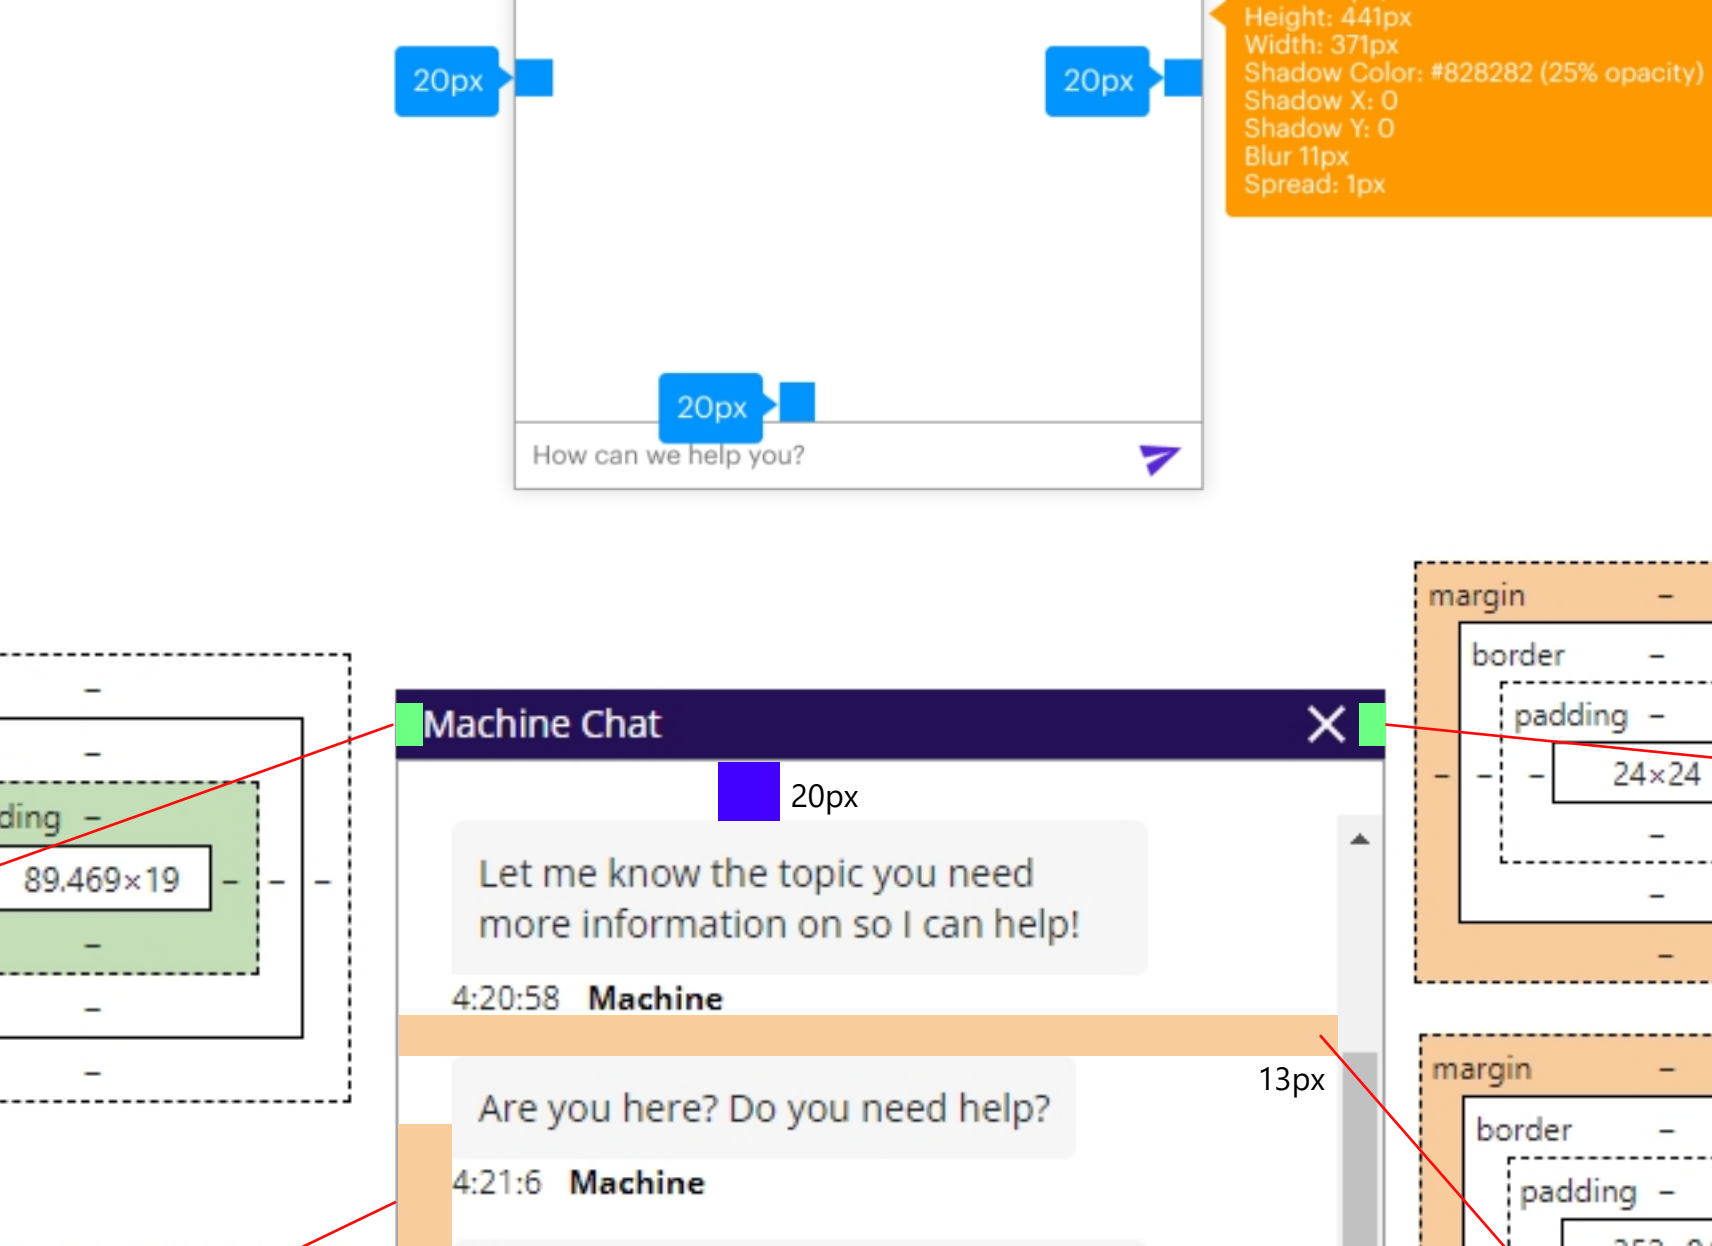 Height: 441px
Width: 371px
Shadow Color: #828282 (25% opacity)
Shadow X: 0
Shadow Y: 0
Blur 11px
Spread: 1px
20px
20px
20px
How can we help you?
margin –
border –
padding –
– – – 24×24
–
–
–
–
–
ding –
89.469×19 – – –
–
–
–
Machine Chat
20px
Let me know the topic you need
more information on so I can help!
4:20:58 Machine
13px
Are you here? Do you need help?
4:21:6 Machine
margin –
border –
padding –